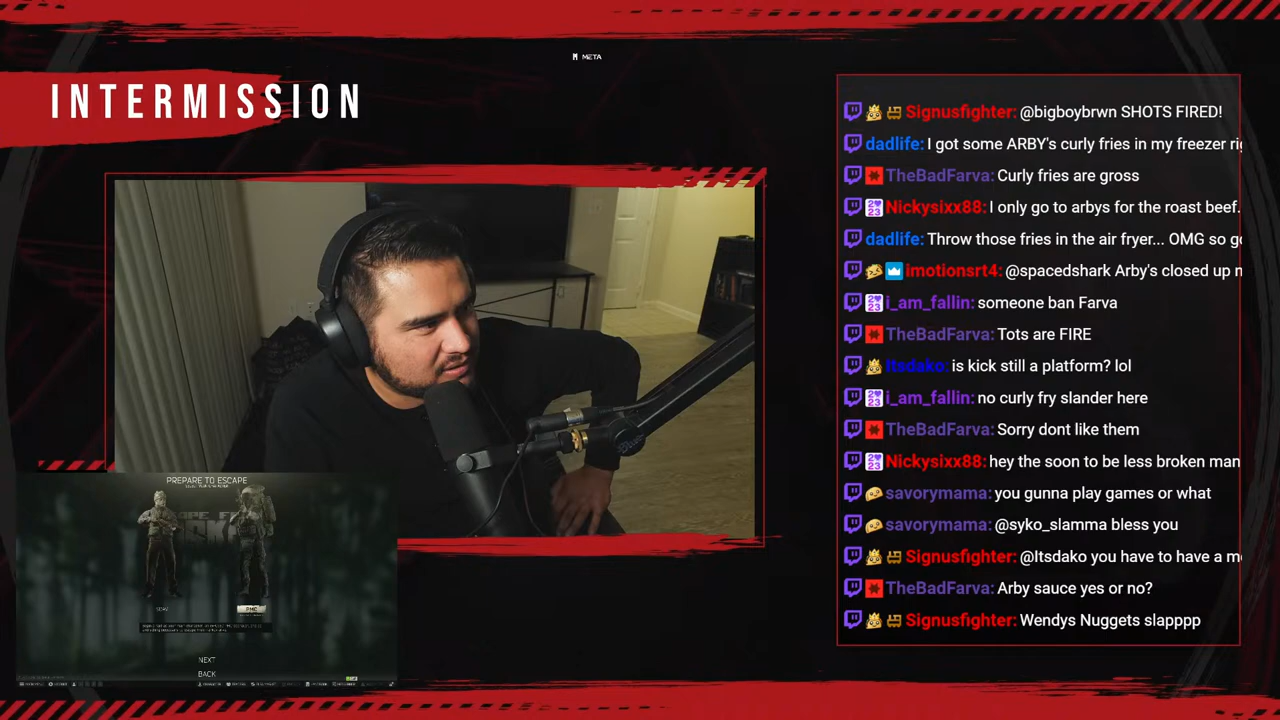 META
INTERMISSION
Signusfighter: @bigboybrwn SHOTS FIRED!
dadlife: I got some ARBY's curly fries in my freezer rig
TheBadFarva: Curly fries are gross
Nickysixx88: I only go to arbys for the roast beef.
dadlife: Throw those fries in the air fryer... OMG so go
imotionsrt4: @spacedshark Arby's closed up m
i_am_fallin: someone ban Farva
TheBadFarva: Tots are FIRE
Itsdako: is kick still a platform? lol
i_am_fallin: no curly fry slander here
TheBadFarva: Sorry dont like them
Nickysixx88: hey the soon to be less broken man
savorymama: you gunna play games or what
savorymama: @syko_slamma bless you
Signusfighter: @Itsdako you have to have a mo
TheBadFarva: Arby sauce yes or no?
Signusfighter: Wendys Nuggets slapppp
PREPARE TO ESCAPE
SCAV
PMC
NEXT
BACK